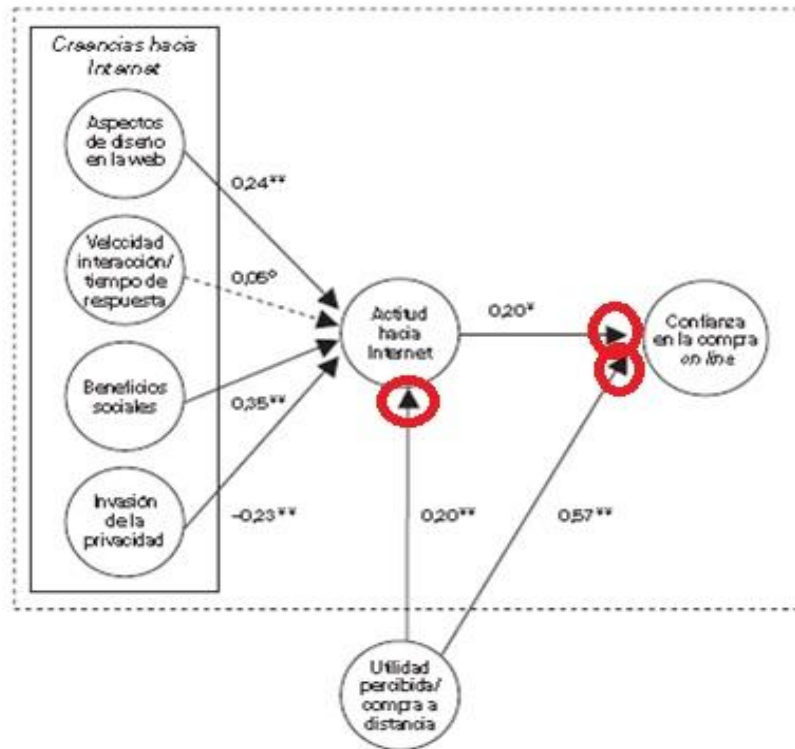 Creencias hacia
Internet
Aspectos
de diseño
en la web
0,24**
Velocidad
interacción/
tiempo de
respuesta
0,05º
Actitud
hacia
Internet
0,20*
Confianza
en la compra
on line
Beneficios
sociales
0,35**
Invasión
de la
privacidad
-0,23**
0,20**
0,57**
Utilidad
percibida/
compra a
distancia